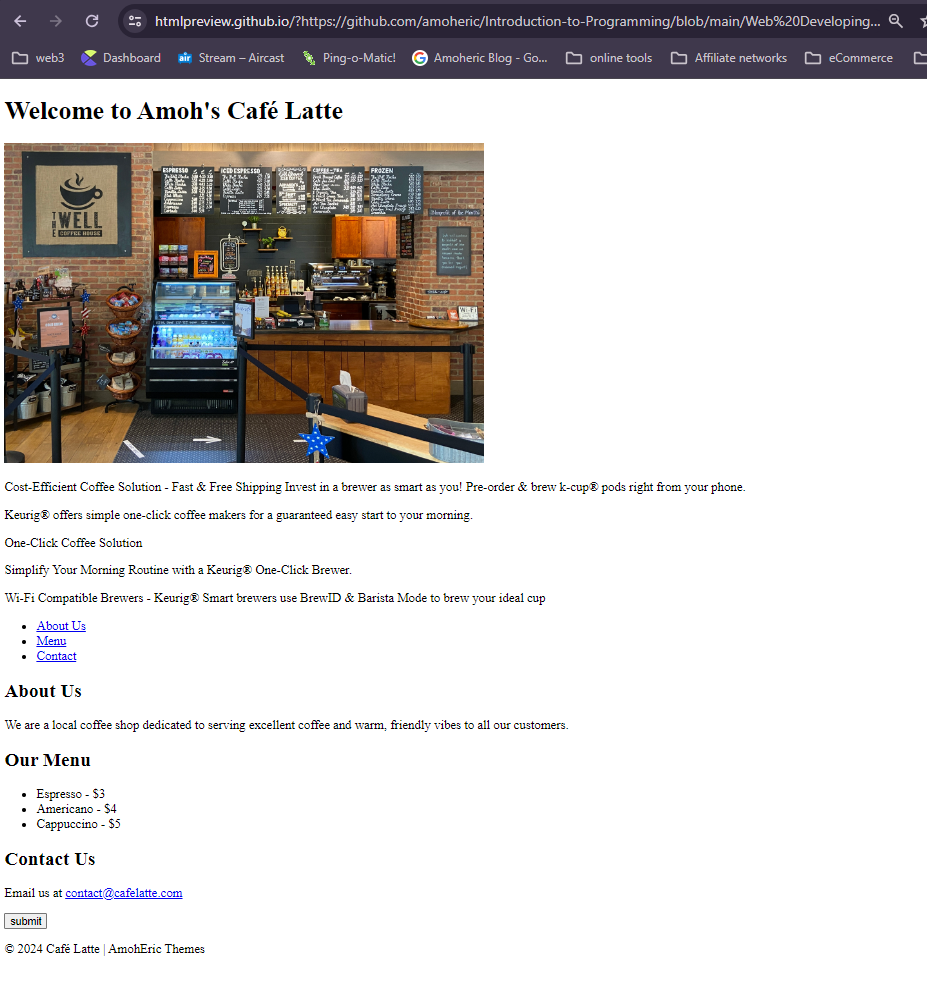 htmlpreview.github.io/?https://github.com/amoheric/Introduction-to-Programming/blob/main/Web%20Developing...
web3 Dashboard Stream – Aircast Ping-o-Matic! Amoheric Blog - Go... online tools Affiliate networks eCommerce
Welcome to Amoh's Café Latte
THE WELL
COFFEE HOUSE
ESPRESSO
ICED ESPRESSO
COFFEE-TEA
FROZEN
Wi-Fi
Cost-Efficient Coffee Solution - Fast & Free Shipping Invest in a brewer as smart as you! Pre-order & brew k-cup® pods right from your phone.
Keurig® offers simple one-click coffee makers for a guaranteed easy start to your morning.
One-Click Coffee Solution
Simplify Your Morning Routine with a Keurig® One-Click Brewer.
Wi-Fi Compatible Brewers - Keurig® Smart brewers use BrewID & Barista Mode to brew your ideal cup
About Us
Menu
Contact
About Us
We are a local coffee shop dedicated to serving excellent coffee and warm, friendly vibes to all our customers.
Our Menu
Espresso - $3
Americano - $4
Cappuccino - $5
Contact Us
Email us at contact@cafelatte.com
submit
© 2024 Café Latte | AmohEric Themes